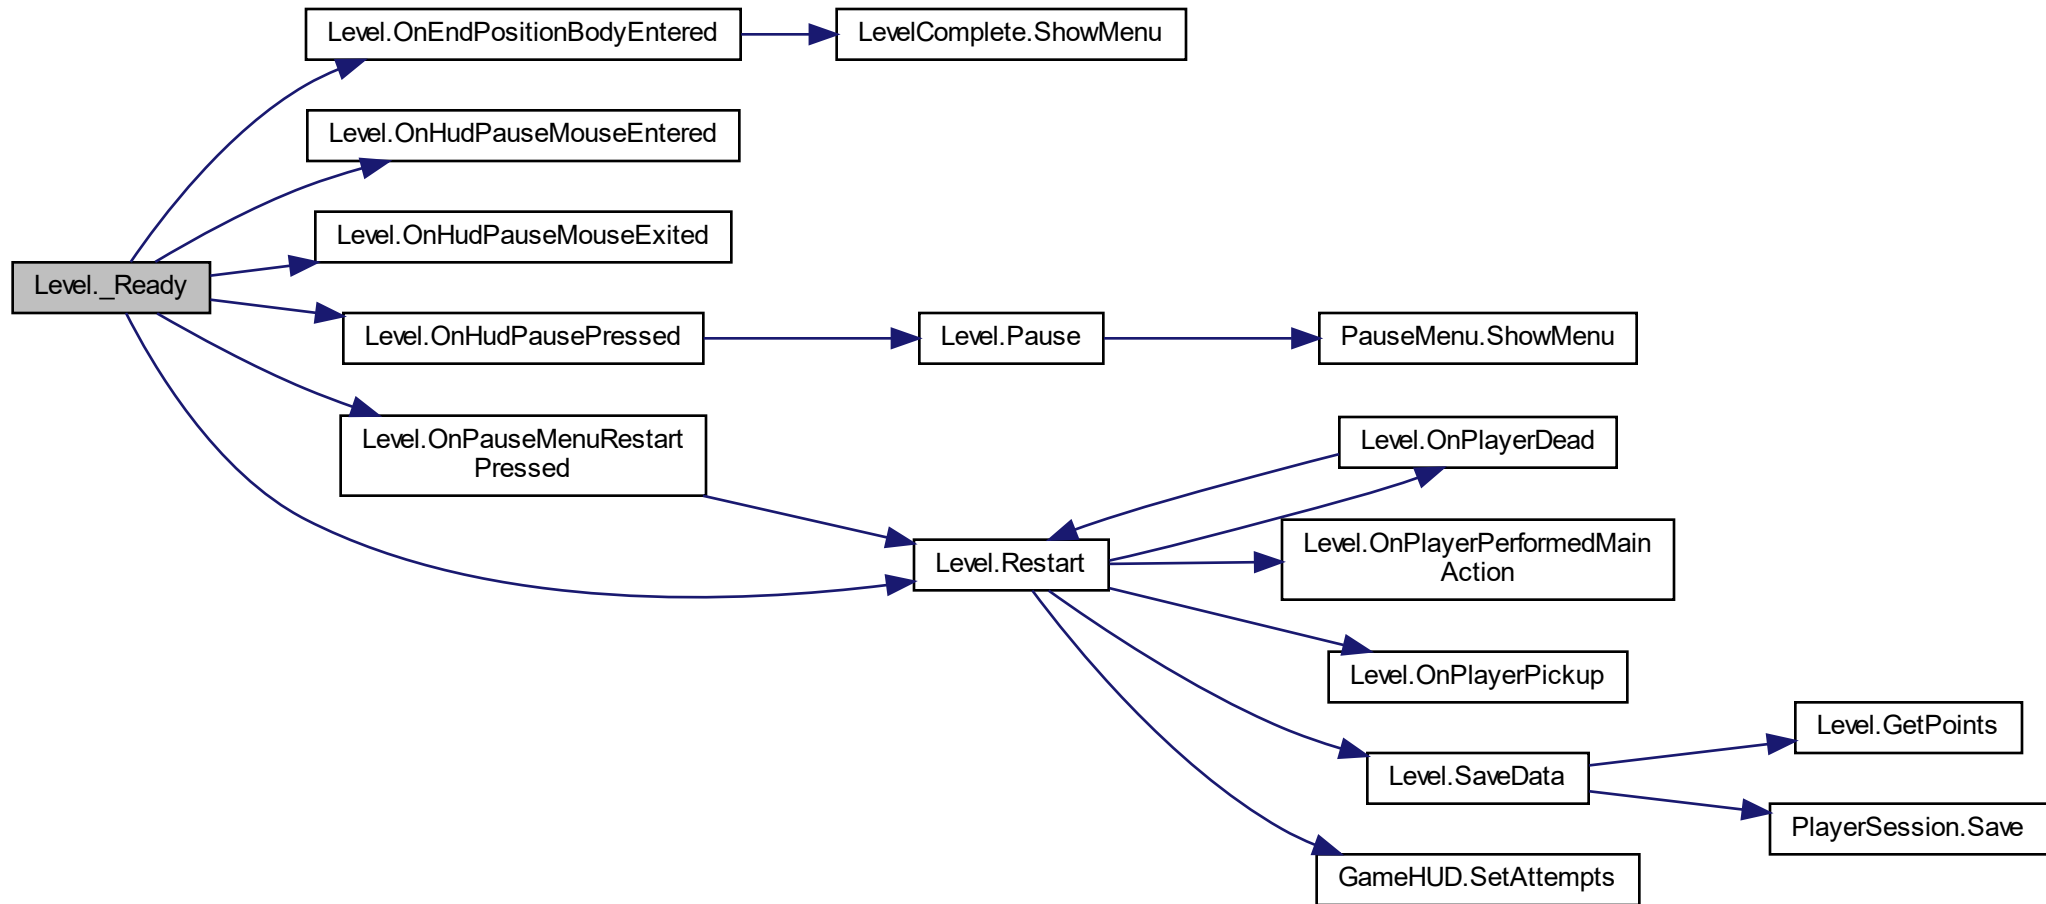 Level.OnEndPositionBodyEntered
LevelComplete.ShowMenu
Level.OnHudPauseMouseEntered
Level.OnHudPauseMouseExited
Level._Ready
Level.OnHudPausePressed
Level.Pause
PauseMenu.ShowMenu
Level.OnPauseMenuRestart
Pressed
Level.OnPlayerDead
Level.Restart
Level.OnPlayerPerformedMain
Action
Level.OnPlayerPickup
Level.GetPoints
Level.SaveData
PlayerSession.Save
GameHUD.SetAttempts